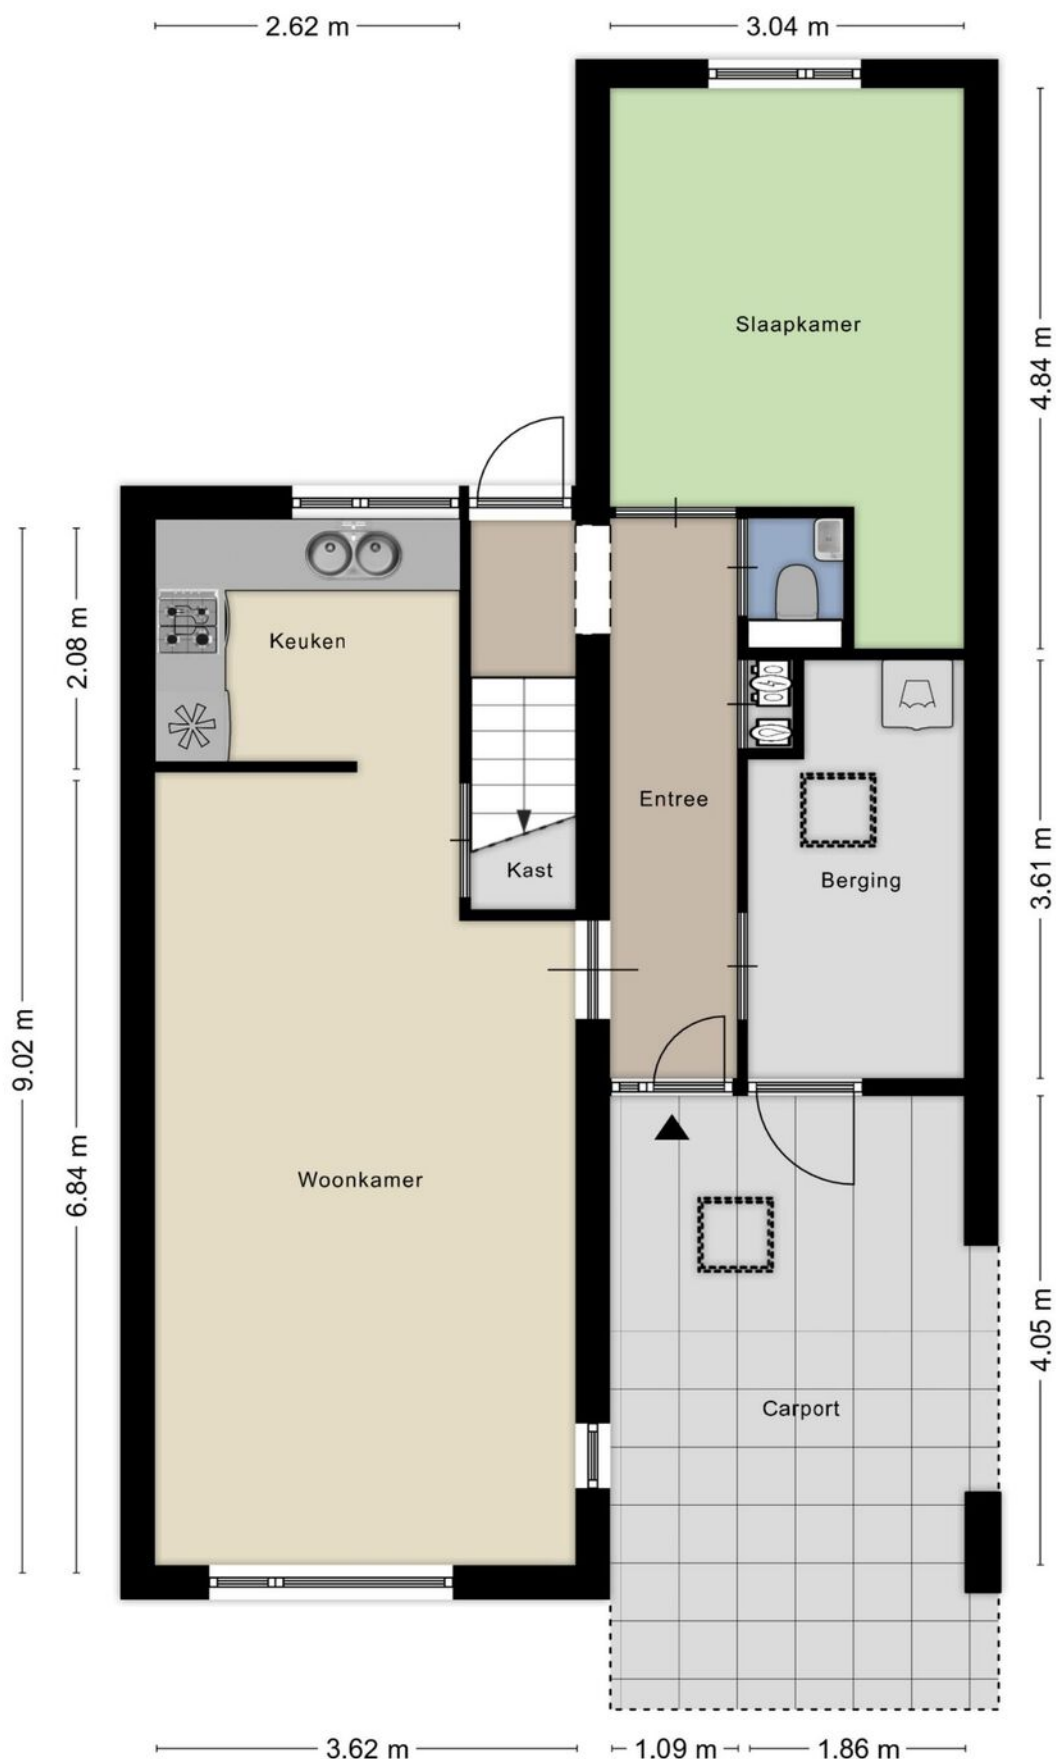 2.62 m
3.04 m
Slaapkamer
4.84 m
Keuken
2.08 m
Entree
Kast
Berging
3.61 m
9.02 m
Woonkamer
6.84 m
Carport
4.05 m
3.62 m
1.09 m
1.86 m